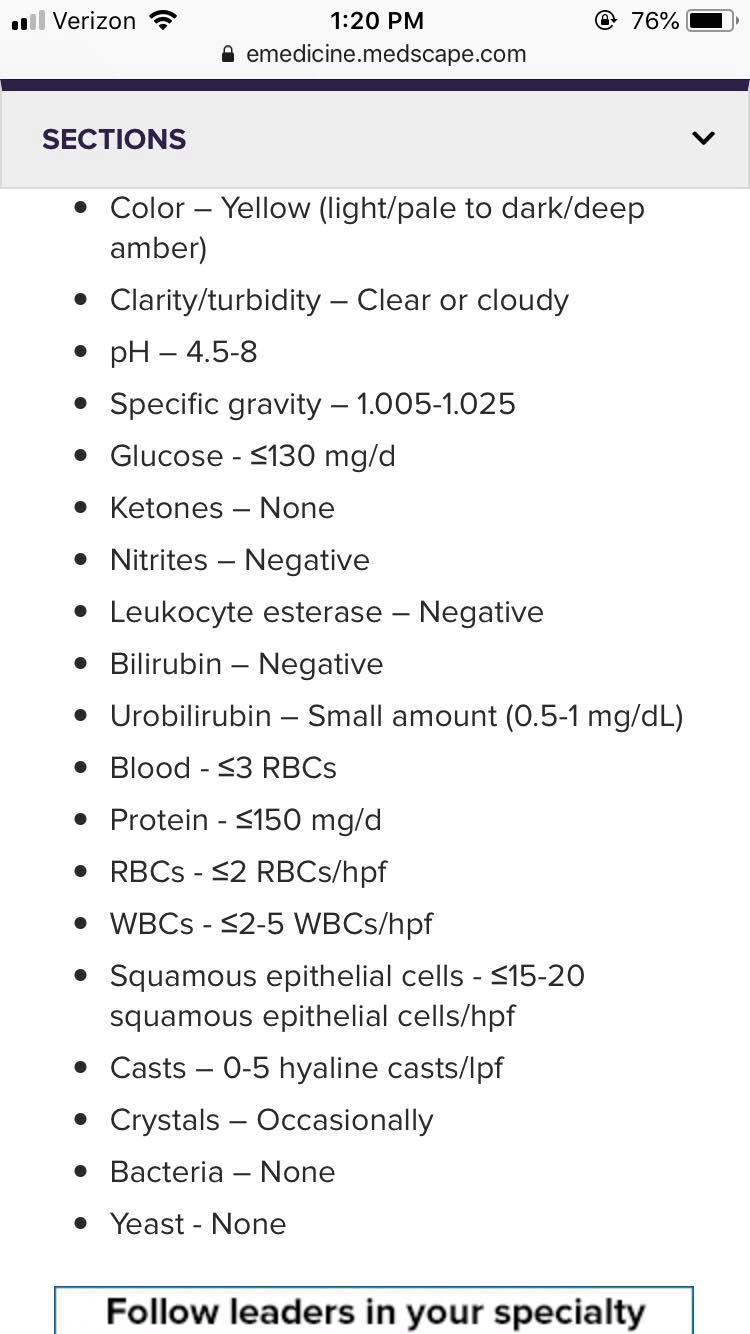 Verizon 1:20 PM 76%
emedicine.medscape.com
SECTIONS
• Color – Yellow (light/pale to dark/deep
amber)
• Clarity/turbidity – Clear or cloudy
• pH – 4.5-8
• Specific gravity – 1.005-1.025
• Glucose - ≤130 mg/d
• Ketones – None
• Nitrites – Negative
• Leukocyte esterase – Negative
• Bilirubin – Negative
• Urobilirubin – Small amount (0.5-1 mg/dL)
• Blood - ≤3 RBCs
• Protein - ≤150 mg/d
• RBCs - ≤2 RBCs/hpf
• WBCs - ≤2-5 WBCs/hpf
• Squamous epithelial cells - ≤15-20
squamous epithelial cells/hpf
• Casts – 0-5 hyaline casts/lpf
• Crystals – Occasionally
• Bacteria – None
• Yeast - None
Follow leaders in your specialty